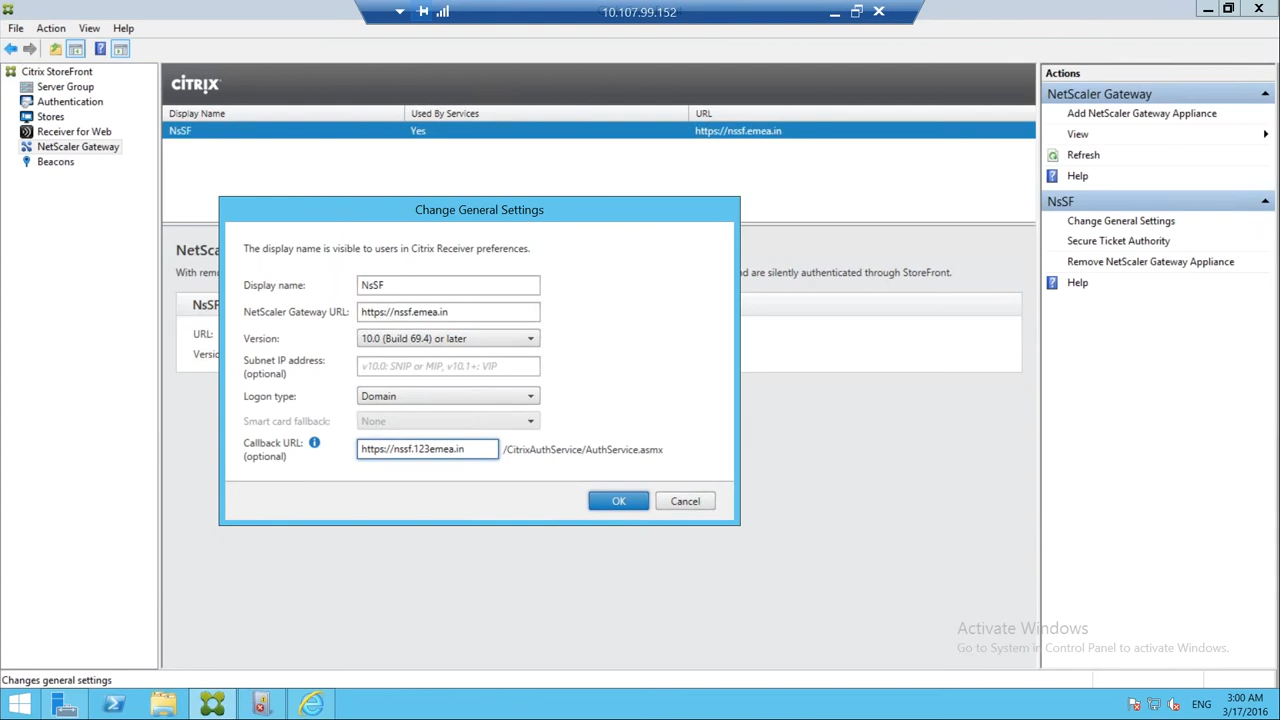 10.107.99.152
File Action View Help
Citrix StoreFront
Server Group
Authentication
Stores
Receiver for Web
NetScaler Gateway
Beacons
CITRIX
Display Name Used By Services URL
NsSF Yes https://nssf.emea.in
NetSca
With remo nd are silently authenticated through StoreFront.
NsSF
URL:
Versio
Change General Settings
The display name is visible to users in Citrix Receiver preferences.
Display name: NsSF
NetScaler Gateway URL: https://nssf.emea.in
Version: 10.0 (Build 69.4) or later
Subnet IP address: v10.0: SNIP or MIP, v10.1+: VIP
(optional)
Logon type: Domain
Smart card fallback: None
Callback URL: https://nssf.123emea.in /CitrixAuthService/AuthService.asmx
(optional)
OK Cancel
Actions
NetScaler Gateway
Add NetScaler Gateway Appliance
View
Refresh
Help
NsSF
Change General Settings
Secure Ticket Authority
Remove NetScaler Gateway Appliance
Help
Activate Windows
Go to System in Control Panel to activate Windows.
Changes general settings
ENG
3:00 AM
3/17/2016